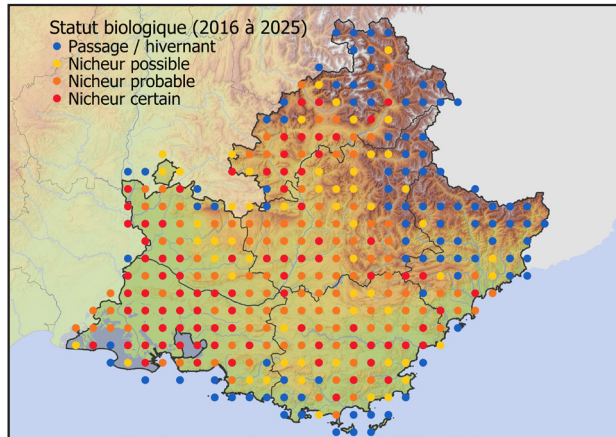 Statut biologique (2016 à 2025)
Passage / hivernant
Nicheur possible
Nicheur probable
Nicheur certain